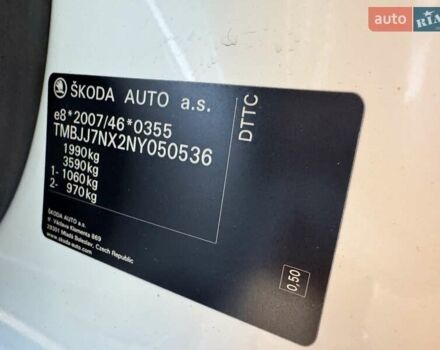 AUTO
RIA
ŠKODA AUTO a.s.
e8*2007/46*0355
TMBJJ7NX2NY050536
1990kg
3590kg
1- 1060kg
2- 970kg
DTTC
ŠKODA AUTO a.s.
tř. Václava Klementa 869
29301 Mladá Boleslav, Czech Republic
www.skoda-auto.com
0,50